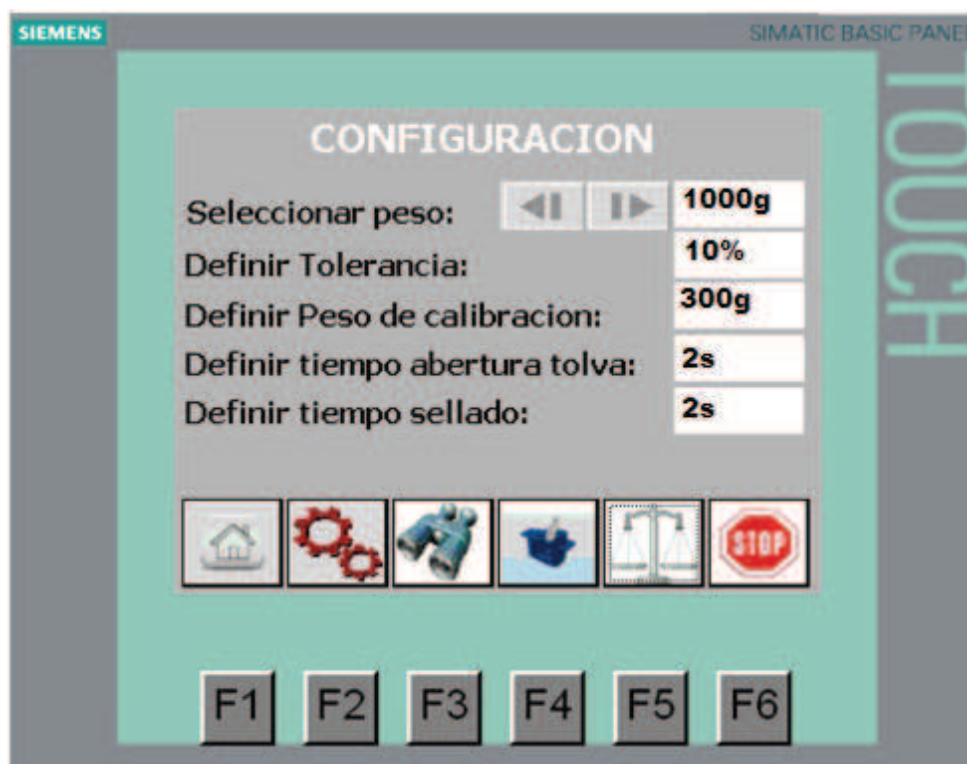 SIEMENS
SIMATIC BASIC PANEL
TOUCH
CONFIGURACION
Seleccionar peso: 1000g
Definir Tolerancia: 10%
Definir Peso de calibracion: 300g
Definir tiempo abertura tolva: 2s
Definir tiempo sellado: 2s
STOP
F1 F2 F3 F4 F5 F6